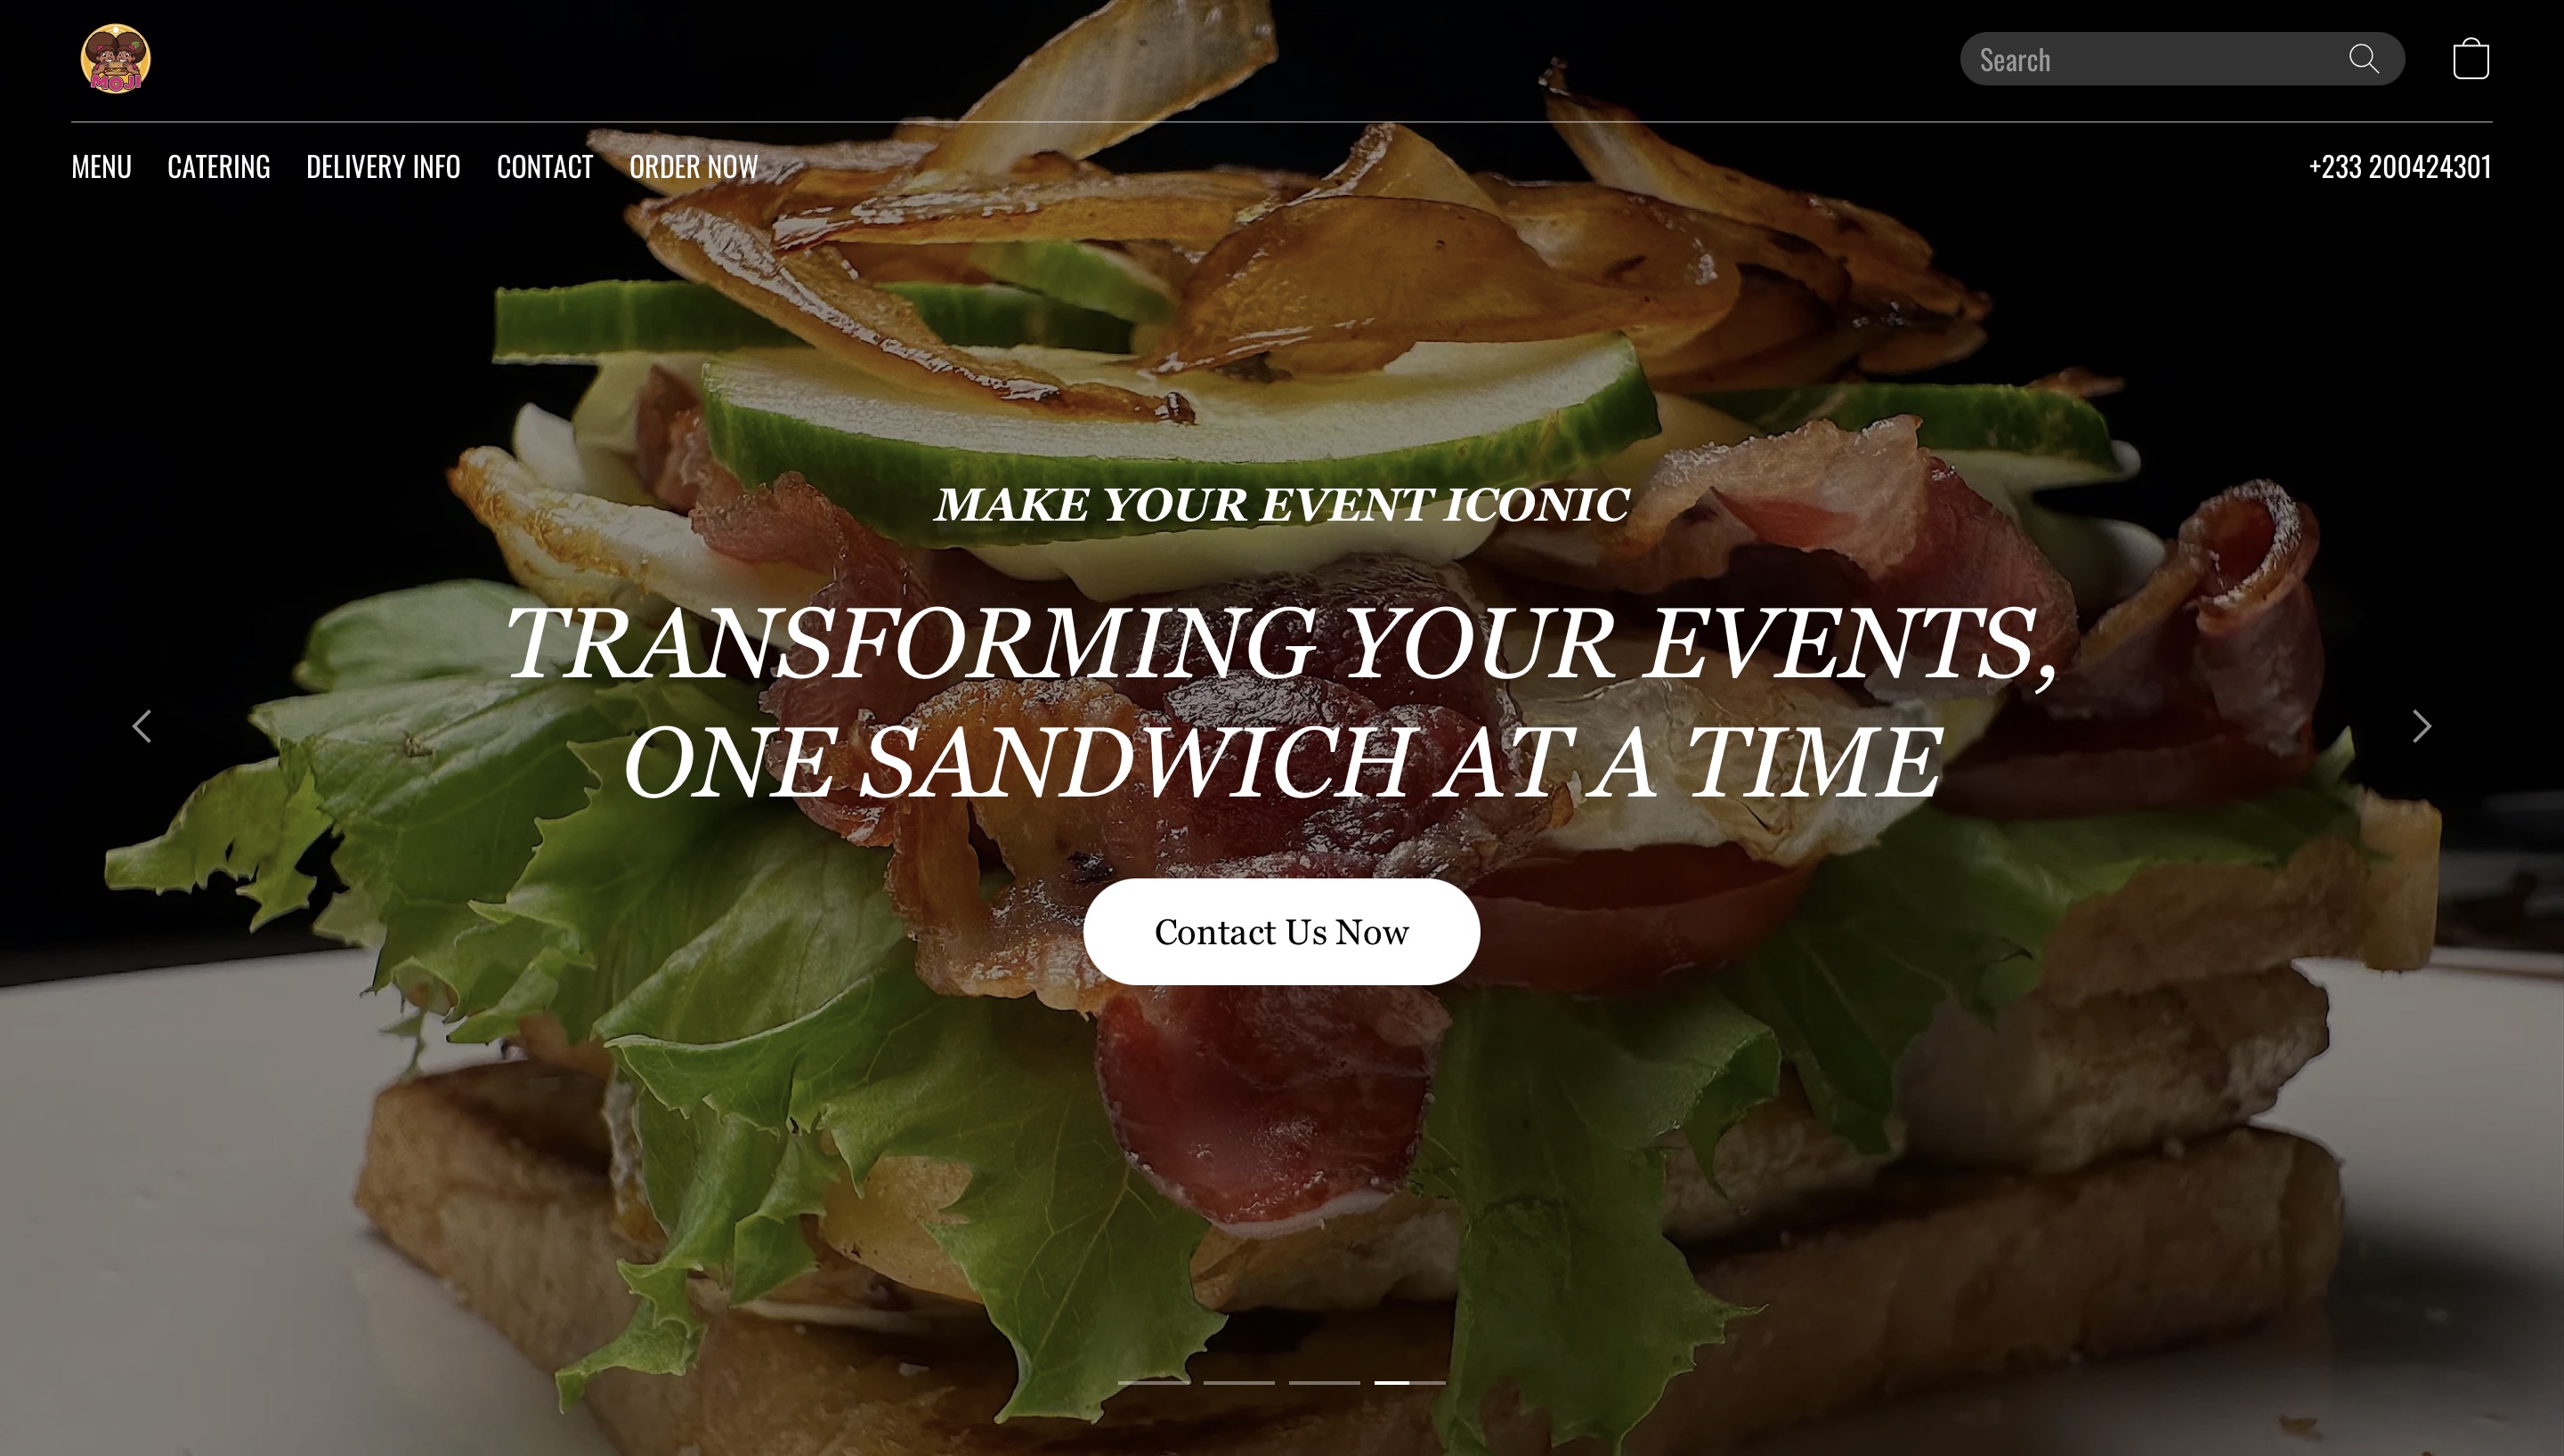 MOJI
Search
MENU CATERING DELIVERY INFO CONTACT ORDER NOW +233 200424301
MAKE YOUR EVENT ICONIC
TRANSFORMING YOUR EVENTS,
ONE SANDWICH AT A TIME
Contact Us Now